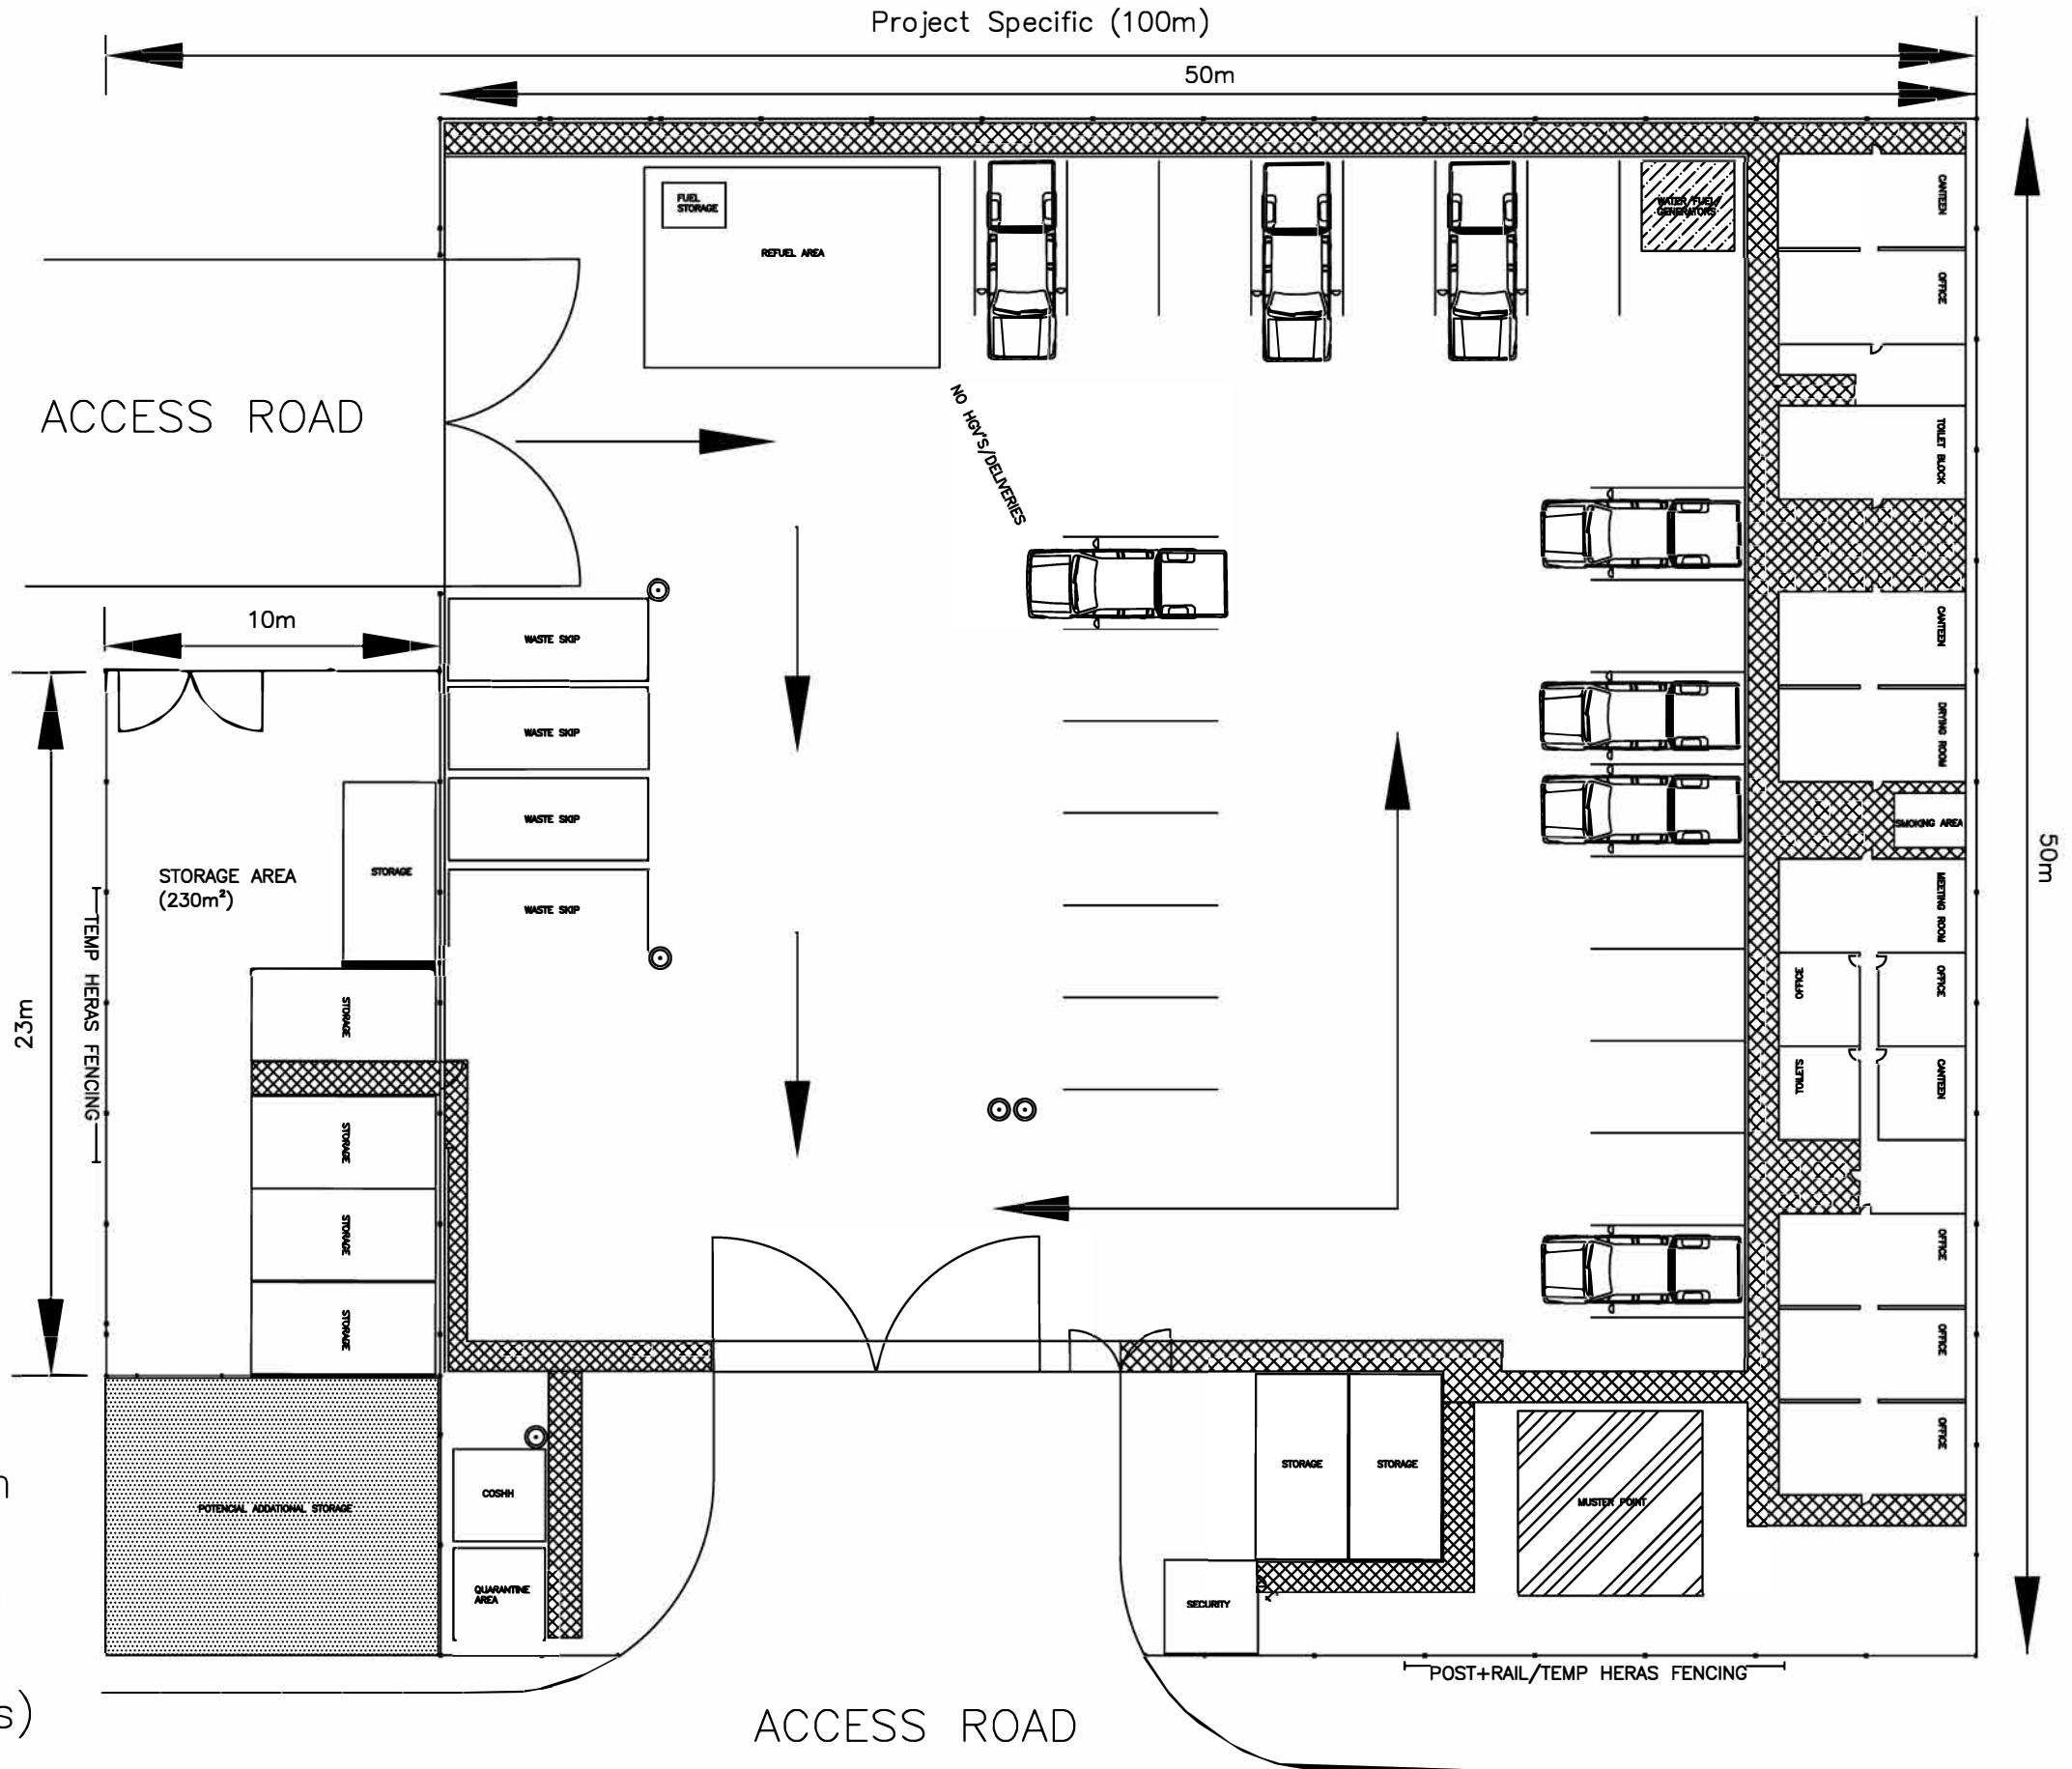 Project Specific (100m)
50m
FUEL
STORAGE
REFUEL AREA
WATER/FUEL/
GENERATORS
CANTEEN
OFFICE
ACCESS ROAD
NO HGV'S/DELIVERIES
TOILET BLOCK
10m
WASTE SKIP
WASTE SKIP
WASTE SKIP
WASTE SKIP
CANTEEN
DRYING ROOM
SMOKING AREA
50m
STORAGE AREA
(230m²)
STORAGE
TEMP HERAS FENCING
23m
STORAGE
STORAGE
STORAGE
STORAGE
MEETING ROOM
OFFICE
OFFICE
TOILETS
CANTEEN
OFFICE
OFFICE
OFFICE
POTENCIAL ADDATIONAL STORAGE
COSHH
QUARANTINE
AREA
STORAGE
STORAGE
MUSTER POINT
SECURITY
POST+RAIL/TEMP HERAS FENCING
ACCESS ROAD
s)